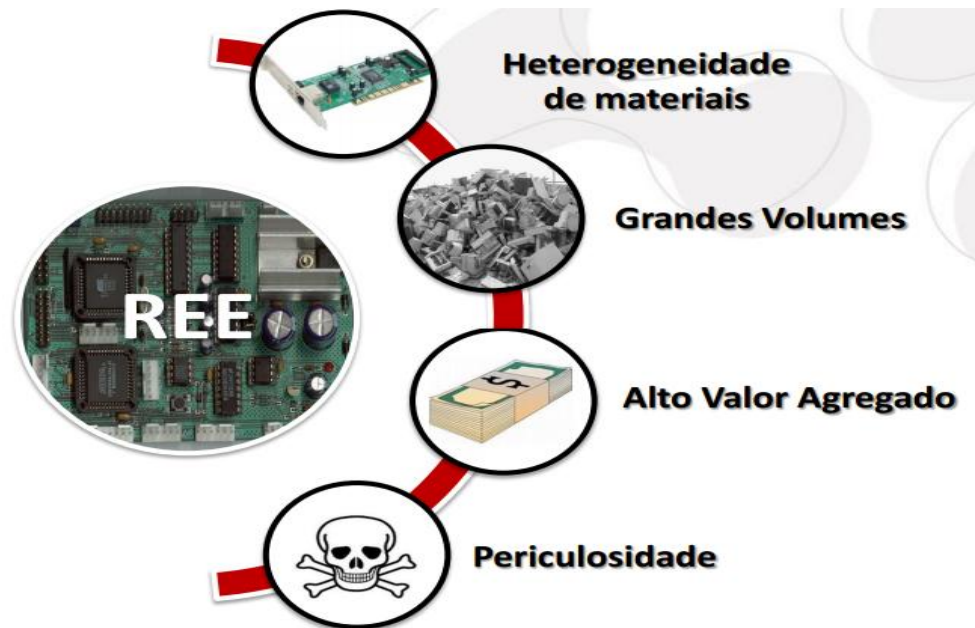 Heterogeneidade
de materiais
Grandes Volumes
REE
$
Alto Valor Agregado
Periculosidade